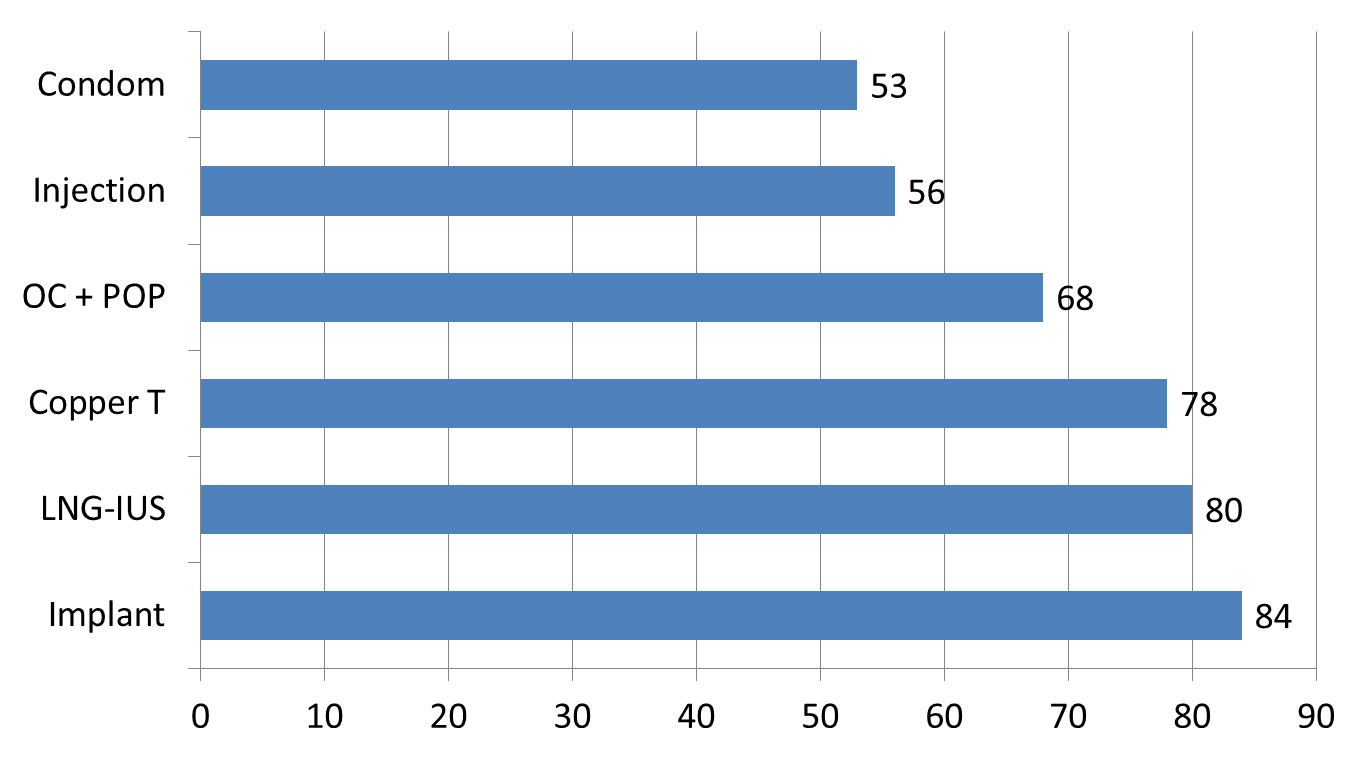 Condom 53
Injection 56
OC + POP 68
Copper T 78
LNG-IUS 80
Implant 84
0 10 20 30 40 50 60 70 80 90